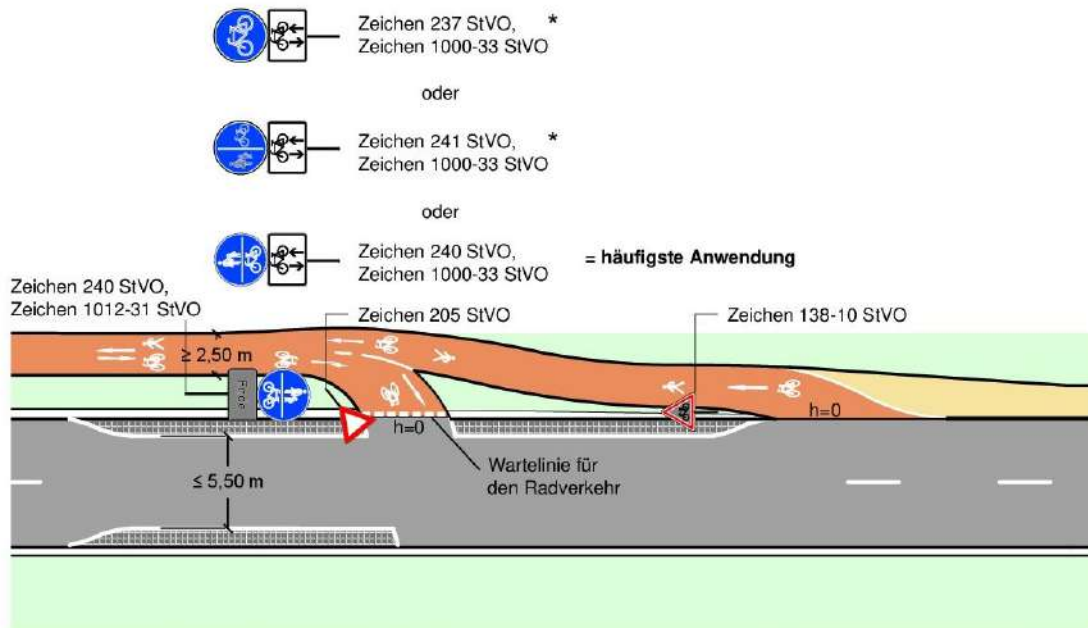 Zeichen 237 StVO, *
Zeichen 1000-33 StVO
oder
Zeichen 241 StVO, *
Zeichen 1000-33 StVO
oder
Zeichen 240 StVO,
Zeichen 1000-33 StVO
= häufigste Anwendung
Zeichen 240 StVO,
Zeichen 1012-31 StVO
Zeichen 205 StVO
Zeichen 138-10 StVO
≥ 2,50 m
Ende
h=0
h=0
Wartelinie für
den Radverkehr
≤ 5,50 m